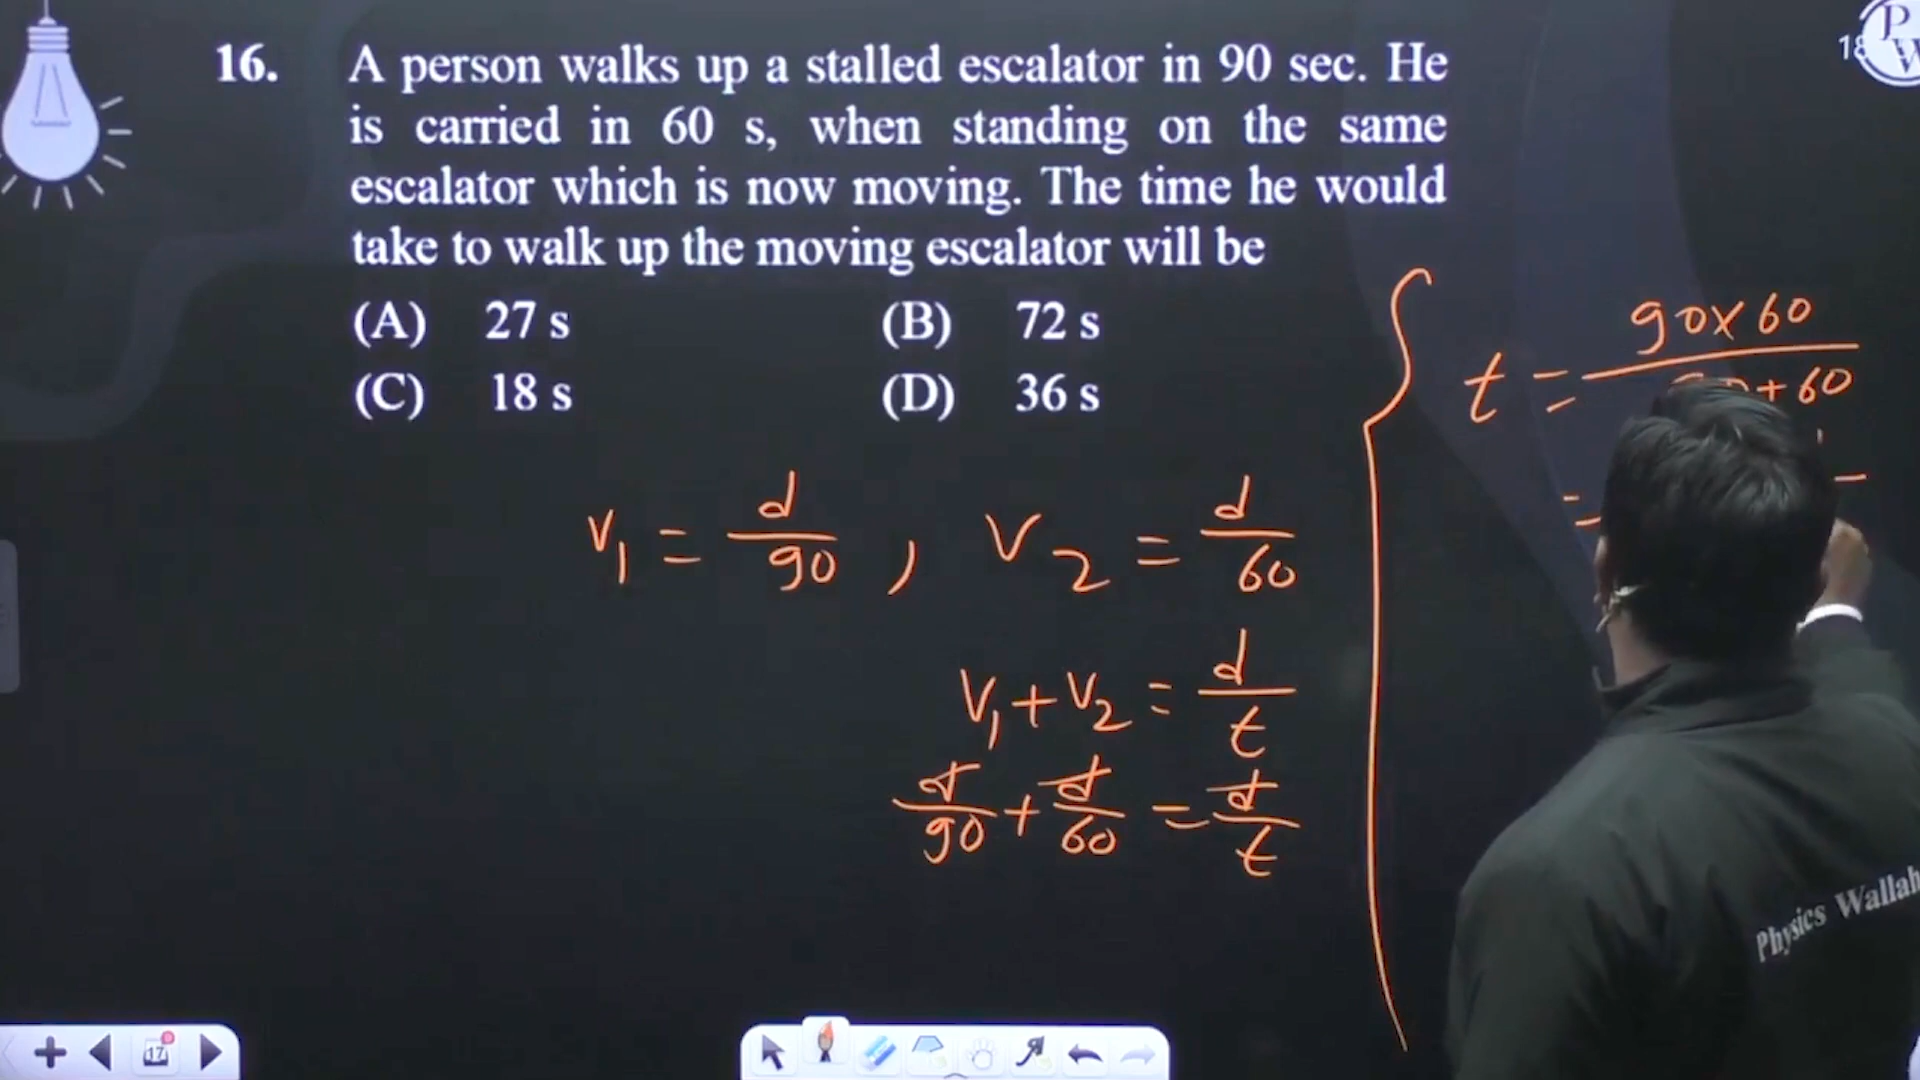 16. A person walks up a stalled escalator in 90 sec. He
is carried in 60 s, when standing on the same
escalator which is now moving. The time he would
take to walk up the moving escalator will be
(A) 27 s (B) 72 s
(C) 18 s (D) 36 s
v₁ = d/90 , v₂ = d/60
v₁ + v₂ = d/t
d/90 + d/60 = d/t
t = 90×60
+ 60
=
P
W
18
17
Physics Wallah